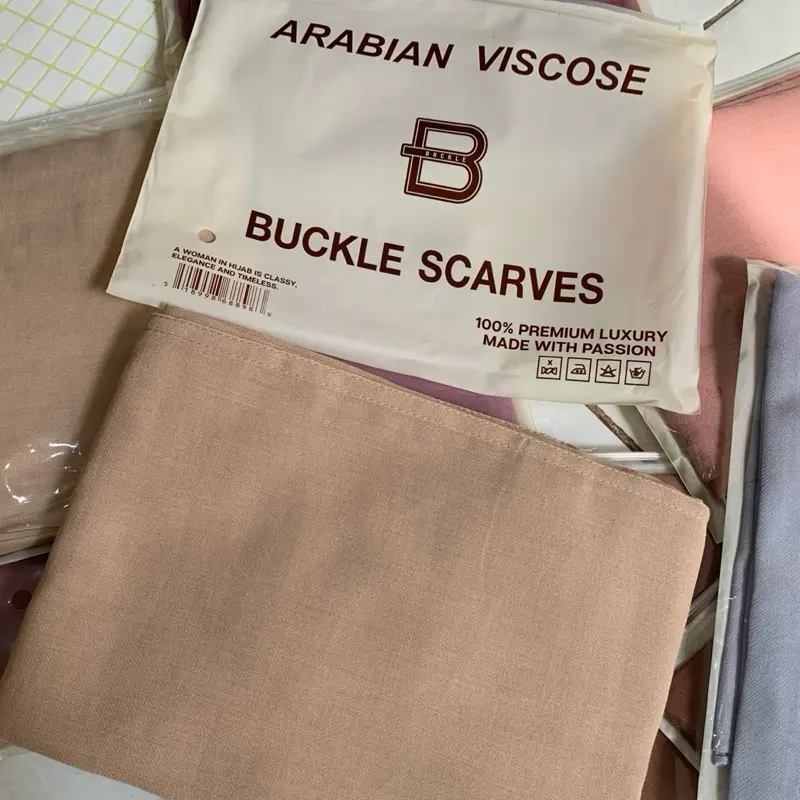 ARABIAN VISCOSE
BUCKLE
BUCKLE SCARVES
A WOMAN IN HIJAB IS CLASSY,
ELEGANCE AND TIMELESS.
100% PREMIUM LUXURY
MADE WITH PASSION